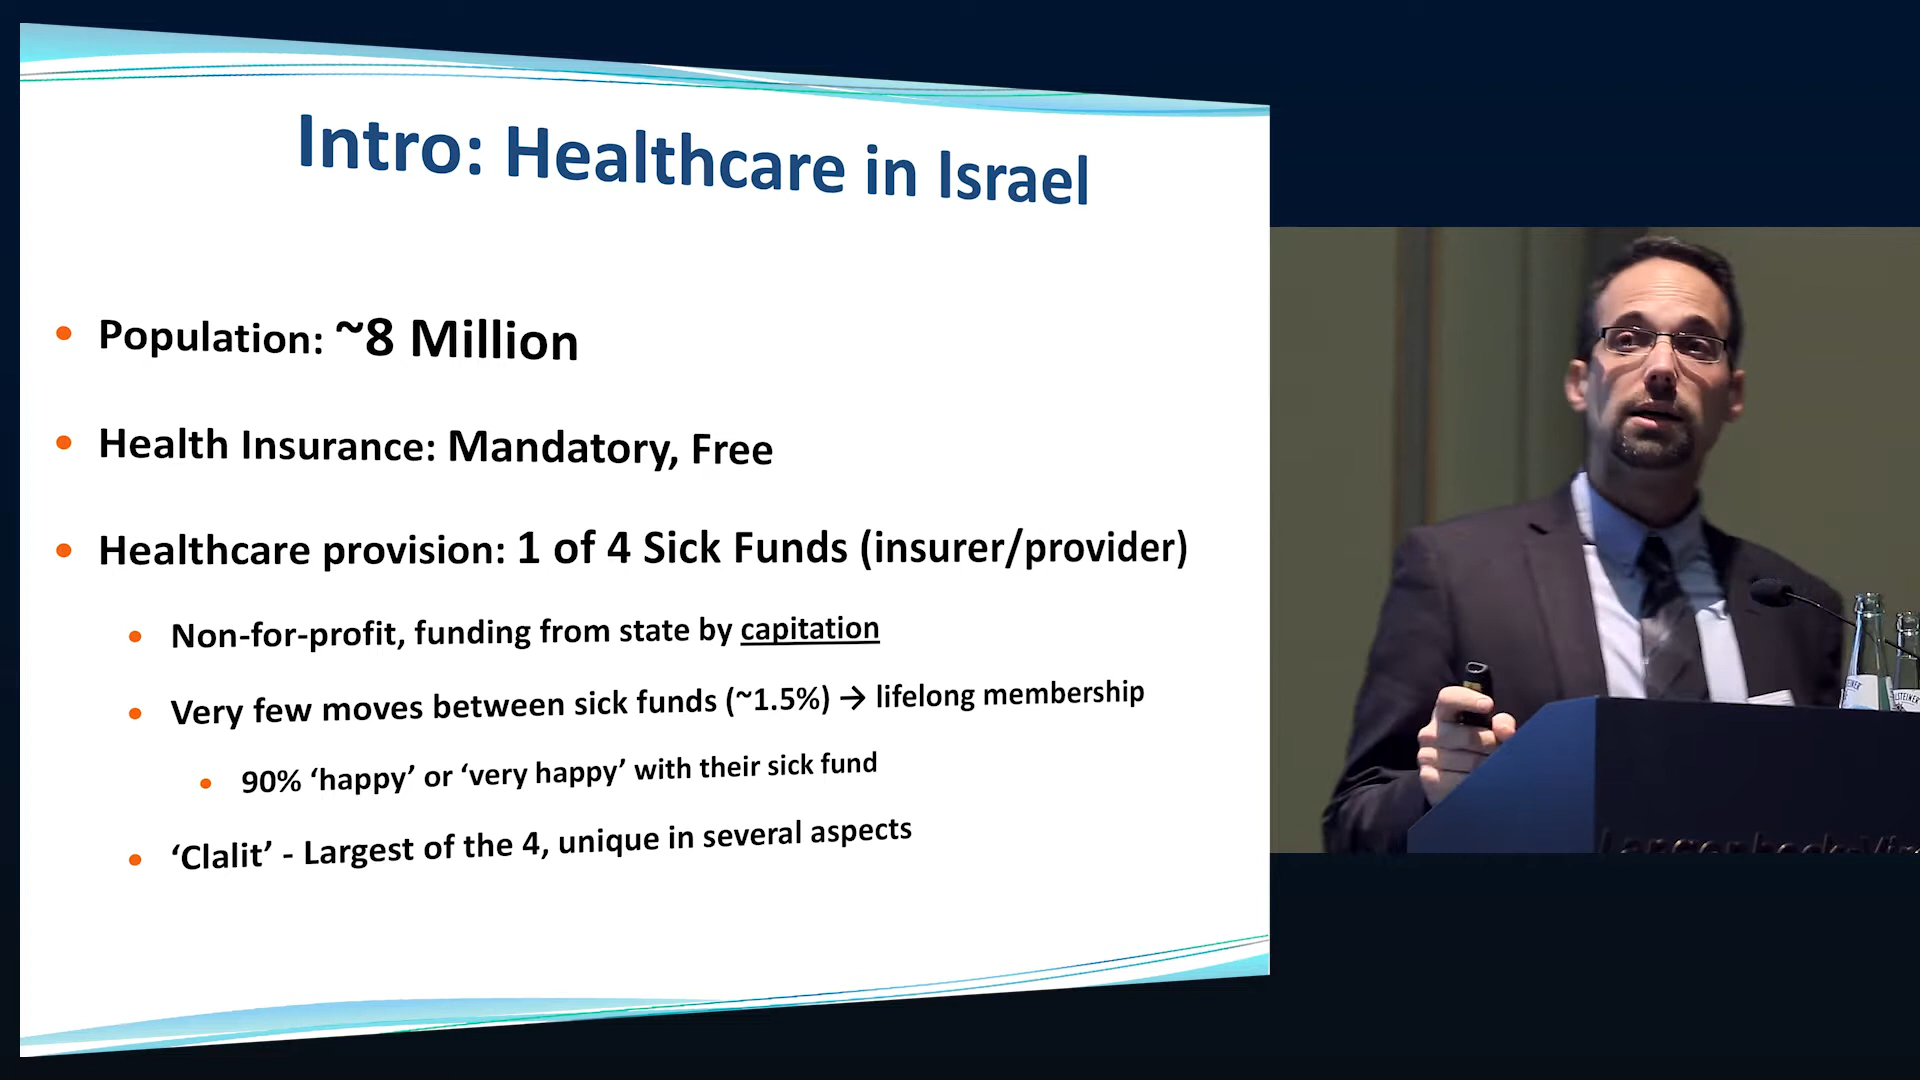 Intro: Healthcare in Israel
• Population: ~8 Million
• Health Insurance: Mandatory, Free
• Healthcare provision: 1 of 4 Sick Funds (insurer/provider)
• Non-for-profit, funding from state by capitation
• Very few moves between sick funds (~1.5%) → lifelong membership
• 90% ‘happy’ or ‘very happy’ with their sick fund
• ‘Clalit’ - Largest of the 4, unique in several aspects